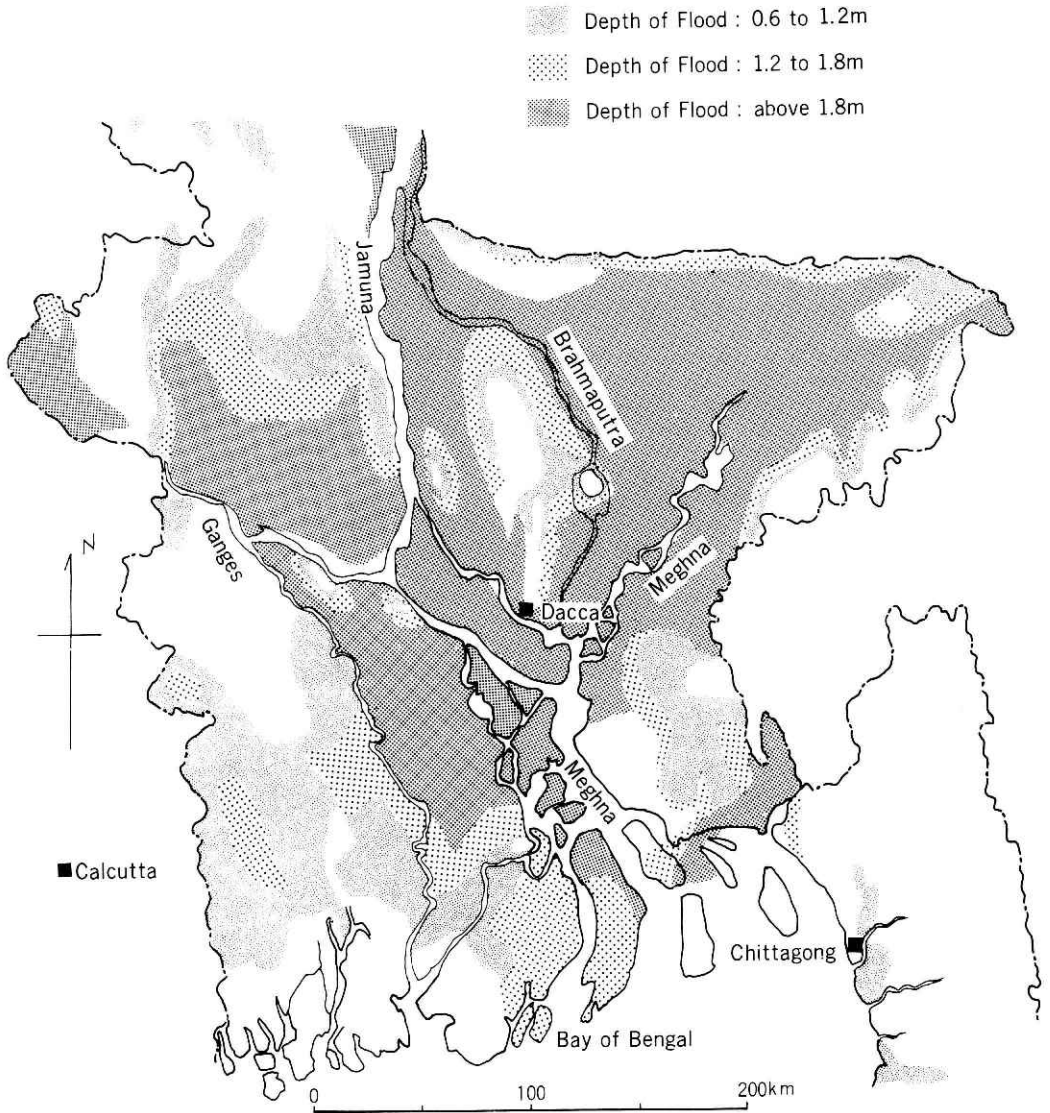 Depth of Flood : 0.6 to 1.2m
Depth of Flood : 1.2 to 1.8m
Depth of Flood : above 1.8m
Jamuna
Brahmaputra
N
Ganges
Meghna
Dacca
Meghna
Calcutta
Chittagong
Bay of Bengal
0 100 200km